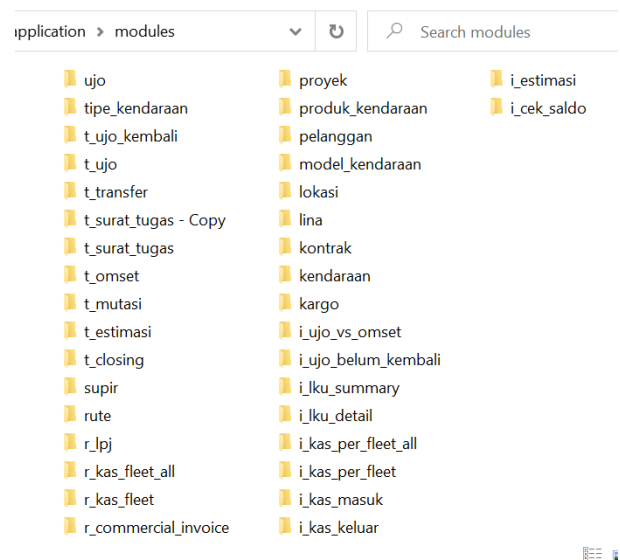 application > modules
Search modules
ujo
tipe_kendaraan
t_ujo_kembali
t_ujo
t_transfer
t_surat_tugas - Copy
t_surat_tugas
t_omset
t_mutasi
t_estimasi
t_closing
supir
rute
r_lpj
r_kas_fleet_all
r_kas_fleet
r_commercial_invoice
proyek
produk_kendaraan
pelanggan
model_kendaraan
lokasi
lina
kontrak
kendaraan
kargo
i_ujo_vs_omset
i_ujo_belum_kembali
i_lku_summary
i_lku_detail
i_kas_per_fleet_all
i_kas_per_fleet
i_kas_masuk
i_kas_keluar
i_estimasi
i_cek_saldo